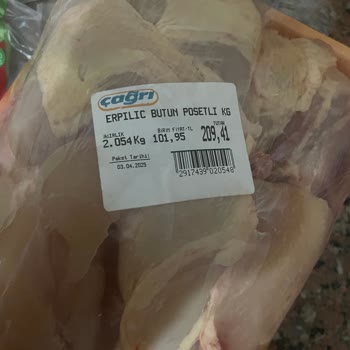 çağrı
ERPILIC BUTUN POSETLI KG
AĞIRLIK BİRİM FİYAT-TL TUTAR
2.054Kg 101,95 209,41
Paket Tarihi:
03.04.2025
2917439020548